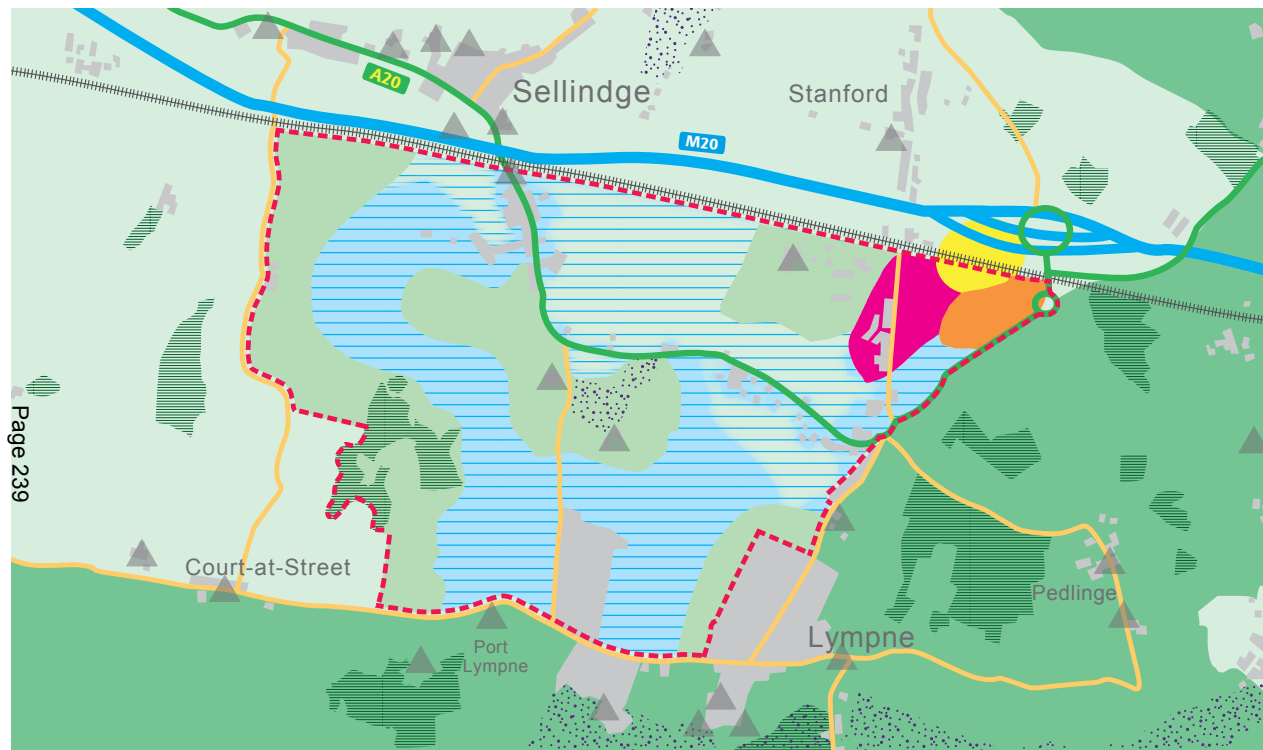 A20
Sellindge
Stanford
M20
Page 239
Court-at-Street
Port
Lympne
Lympne
Pedlinge